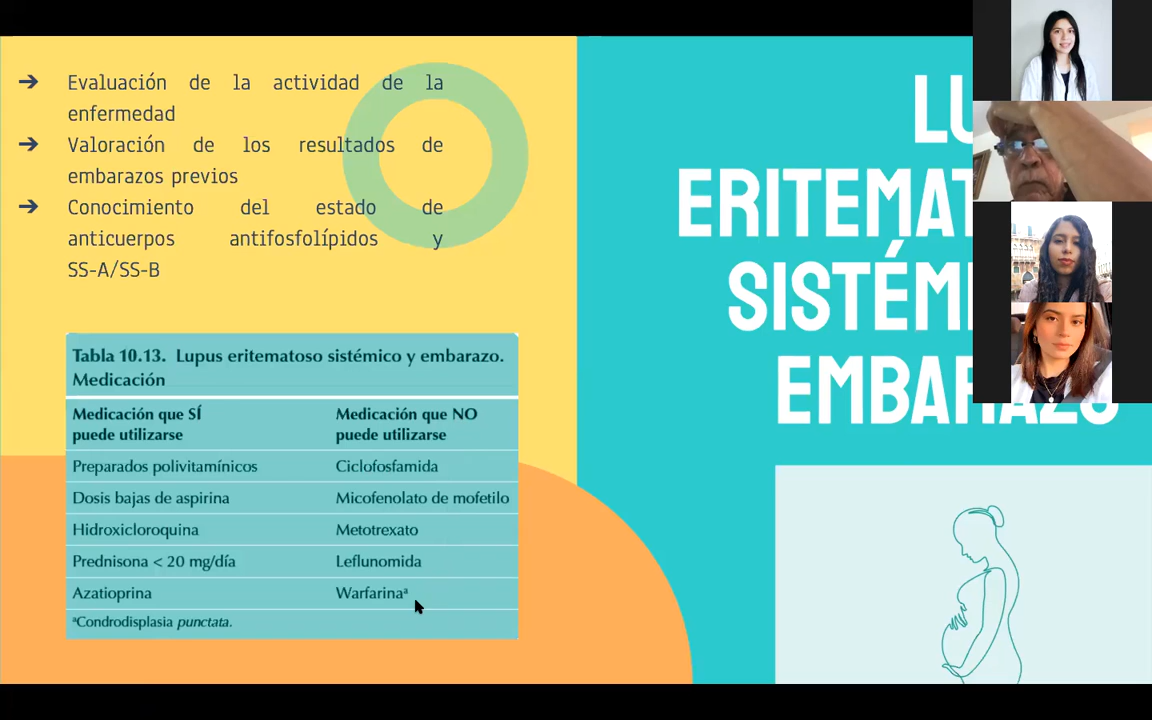 → Evaluación de la actividad de la
enfermedad
→ Valoración de los resultados de
embarazos previos
→ Conocimiento del estado de
anticuerpos antifosfolípidos y
SS-A/SS-B
Tabla 10.13. Lupus eritematoso sistémico y embarazo.
Medicación
Medicación que SÍ puede utilizarse
Medicación que NO puede utilizarse
Preparados polivitamínicos Ciclofosfamida
Dosis bajas de aspirina Micofenolato de mofetilo
Hidroxicloroquina Metotrexato
Prednisona < 20 mg/día Leflunomida
Azatioprina Warfarinaᵃ
ᵃCondrodisplasia punctata.
LU
ERITEMAT
SISTÉM
EMBARAZO